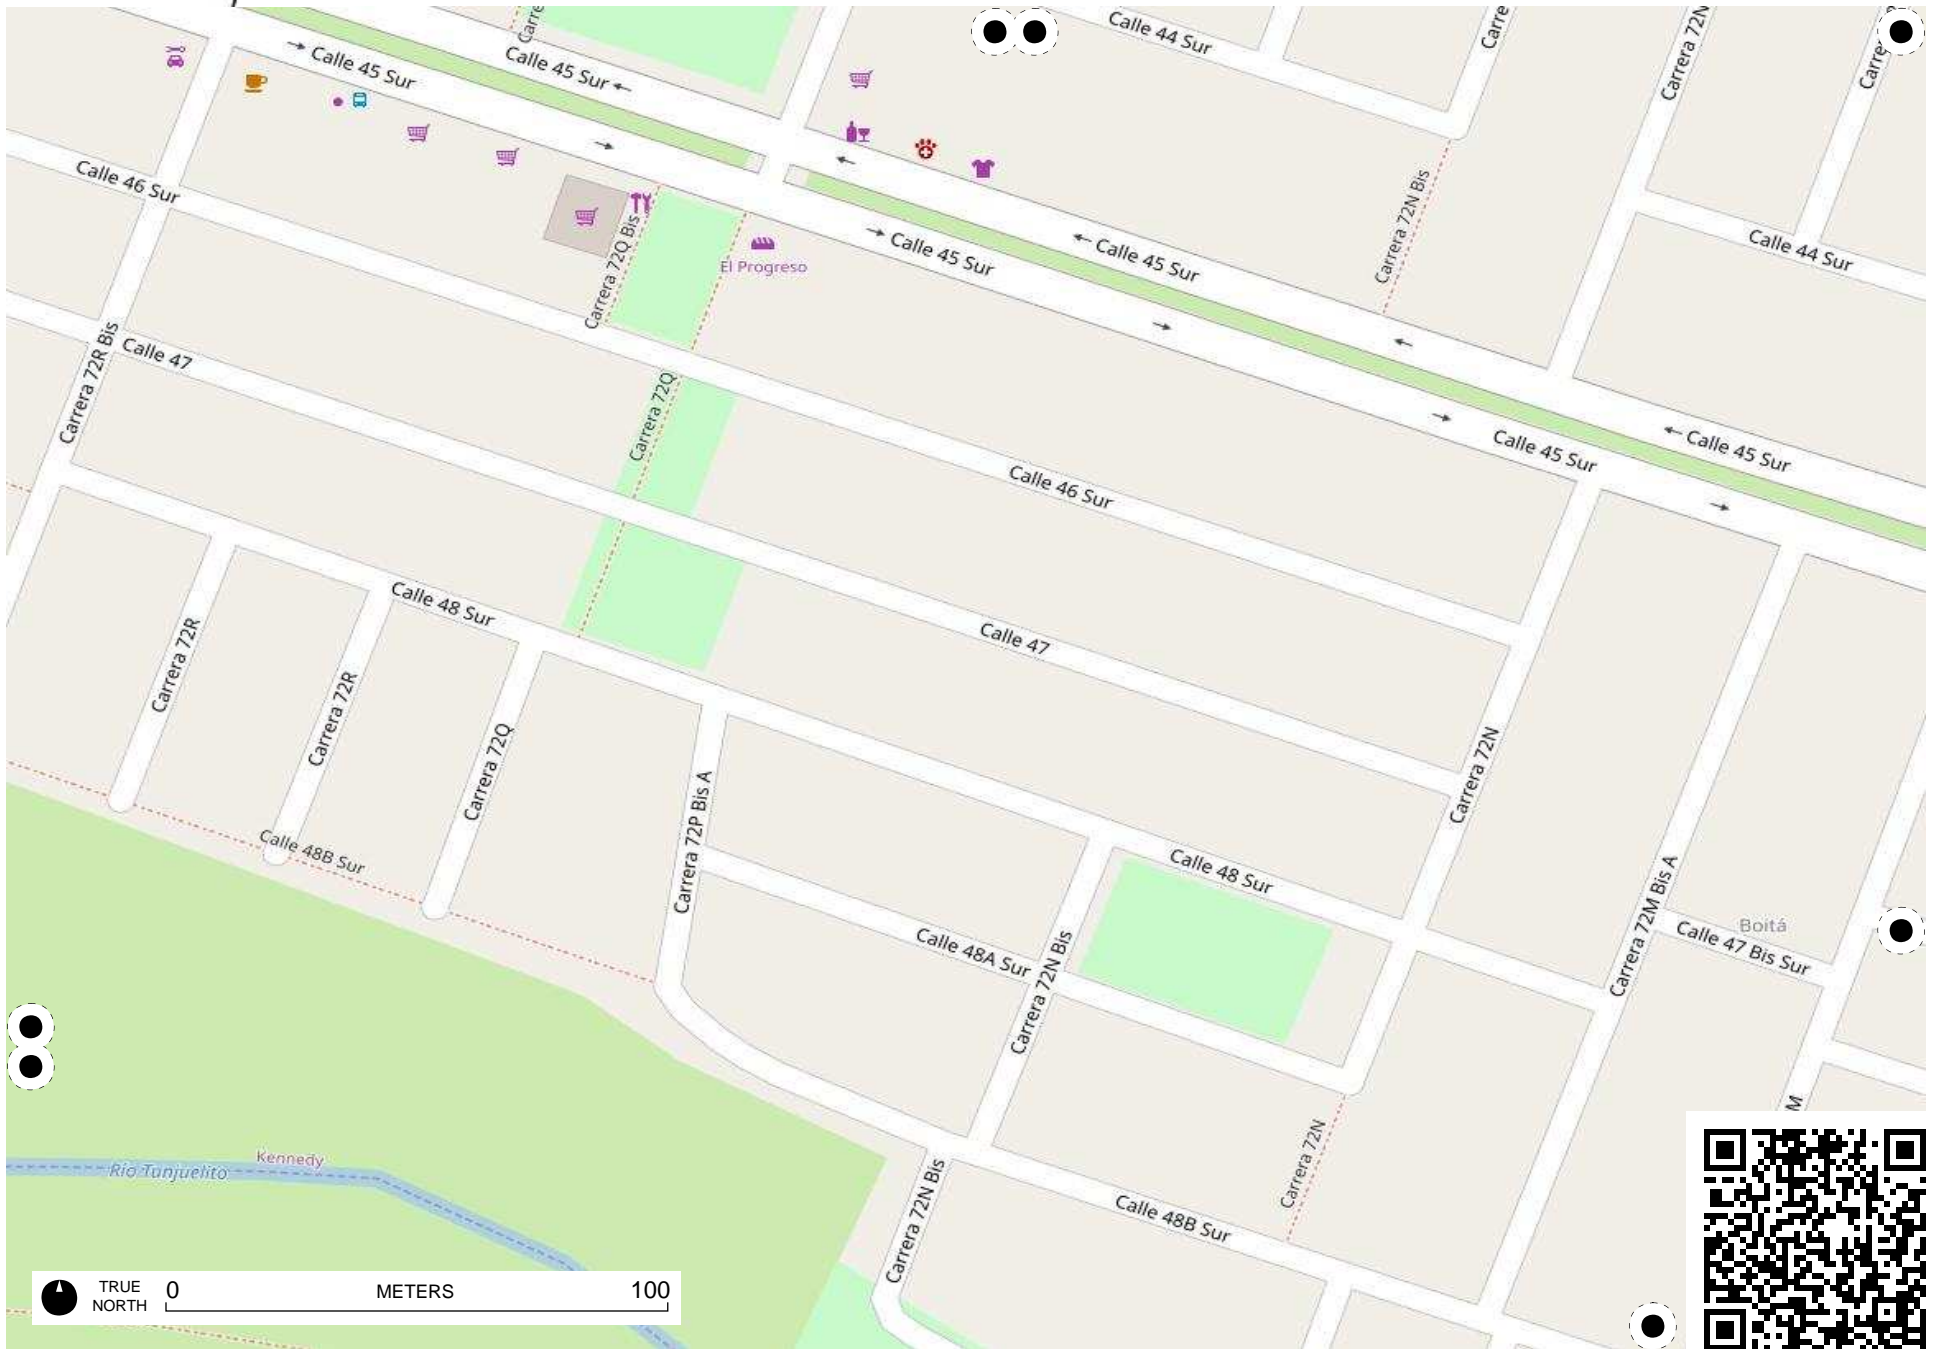 Calle 44 Sur
Carre
Carre
Carrera 72N
Carre
Calle 45 Sur
Calle 45 Sur
Calle 46 Sur
Carrera 72Q Bis
El Progreso
Calle 45 Sur
Calle 45 Sur
Carrera 72N Bis
Calle 44 Sur
Carrera 72R Bis
Calle 47
Carrera 72Q
Calle 46 Sur
Calle 45 Sur
Calle 45 Sur
Carrera 72R
Calle 48 Sur
Carrera 72R
Carrera 72Q
Calle 47
Carrera 72N
Calle 48B Sur
Carrera 72P Bis A
Calle 48 Sur
Calle 48A Sur
Carrera 72N Bis
Carrera 72M Bis A
Boitá
Calle 47 Bis Sur
Kennedy
Río Tunjuelito
Carrera 72N
M
Carrera 72N Bis
Calle 48B Sur
TRUE
NORTH
0 METERS 100